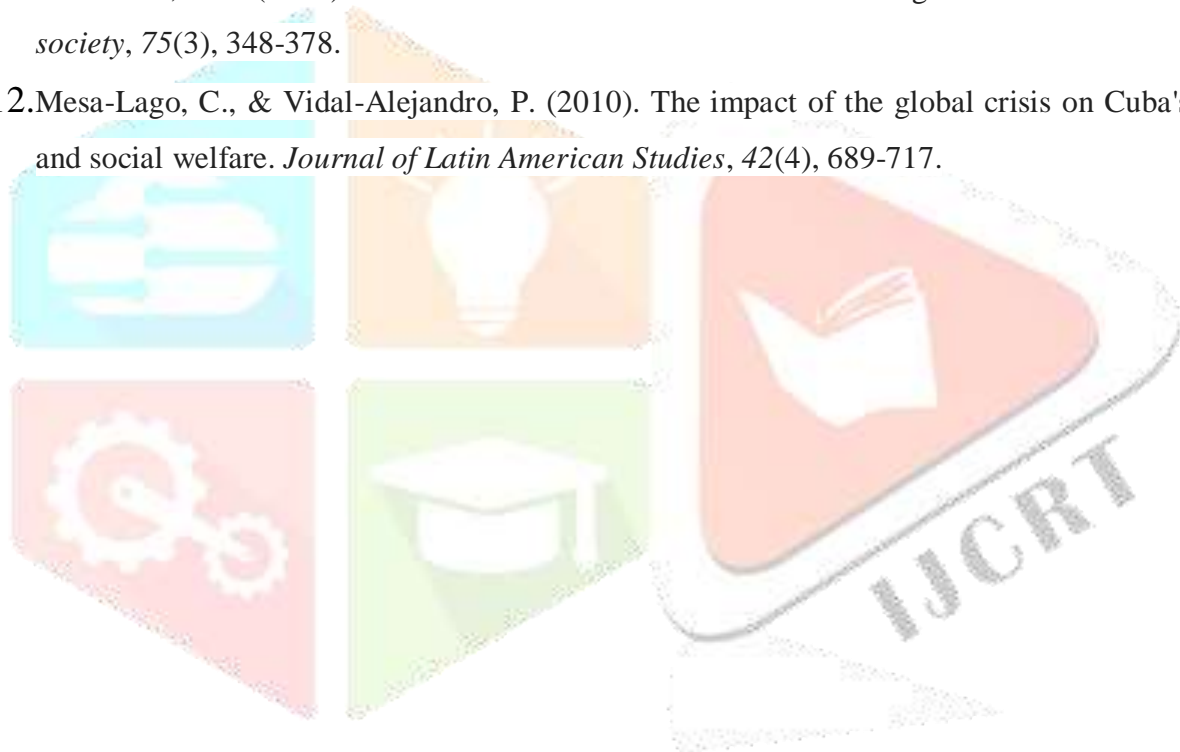 society, 75(3), 348-378.
2.Mesa-Lago, C., & Vidal-Alejandro, P. (2010). The impact of the global crisis on Cuba's
and social welfare. Journal of Latin American Studies, 42(4), 689-717.
IJCRT